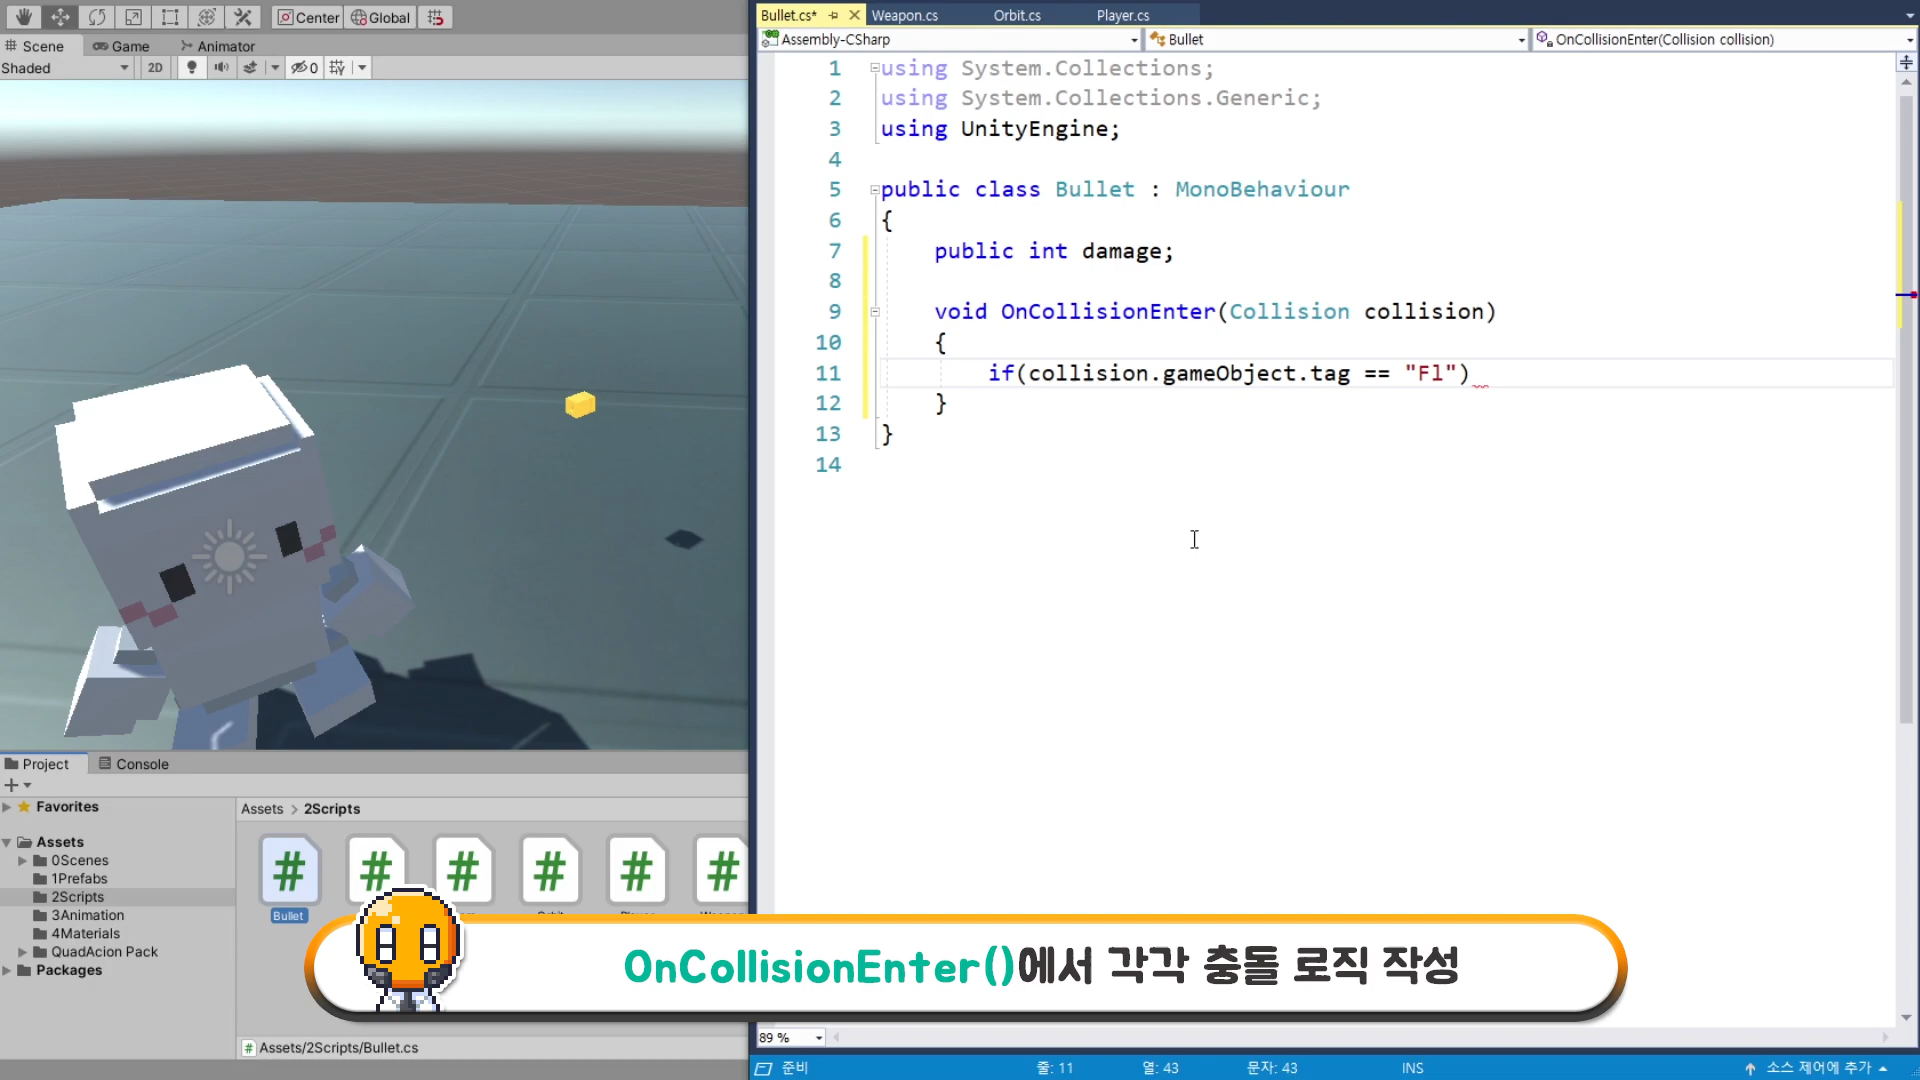 Center
Global
Scene
Game
Animator
Shaded
2D
0
Project
Console
Favorites
Assets
0Scenes
1Prefabs
2Scripts
3Animation
4Materials
QuadAcion Pack
Packages
Assets > 2Scripts
Bullet
Assets/2Scripts/Bullet.cs
Bullet.cs*
Weapon.cs
Orbit.cs
Player.cs
Assembly-CSharp
Bullet
OnCollisionEnter(Collision collision)
1 using System.Collections;
2 using System.Collections.Generic;
3 using UnityEngine;
4
5 public class Bullet : MonoBehaviour
6 {
7 public int damage;
8
9 void OnCollisionEnter(Collision collision)
10 {
11 if(collision.gameObject.tag == "Fl")
12 }
13 }
14
OnCollisionEnter()에서 각각 충돌 로직 작성
89 %
준비
줄: 11
열: 43
문자: 43
INS
소스 제어에 추가